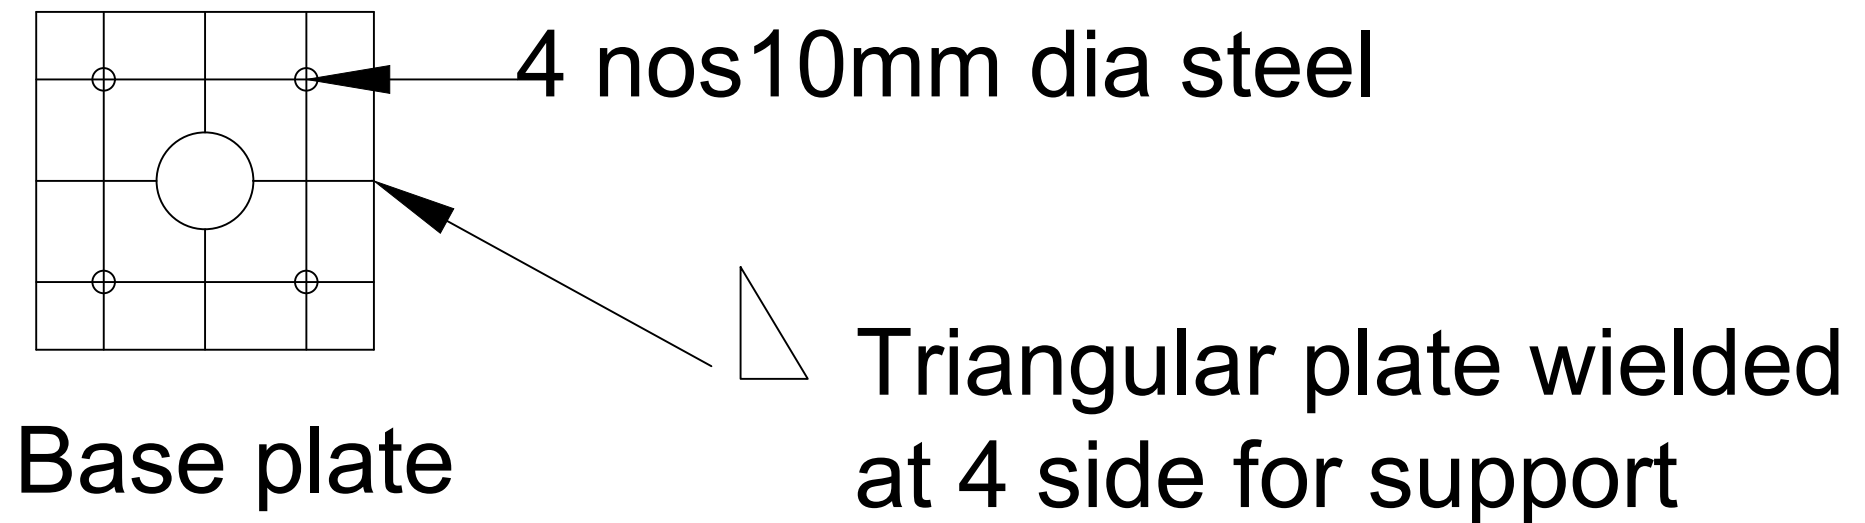 4 nos10mm dia steel
Triangular plate wielded
at 4 side for support
Base plate